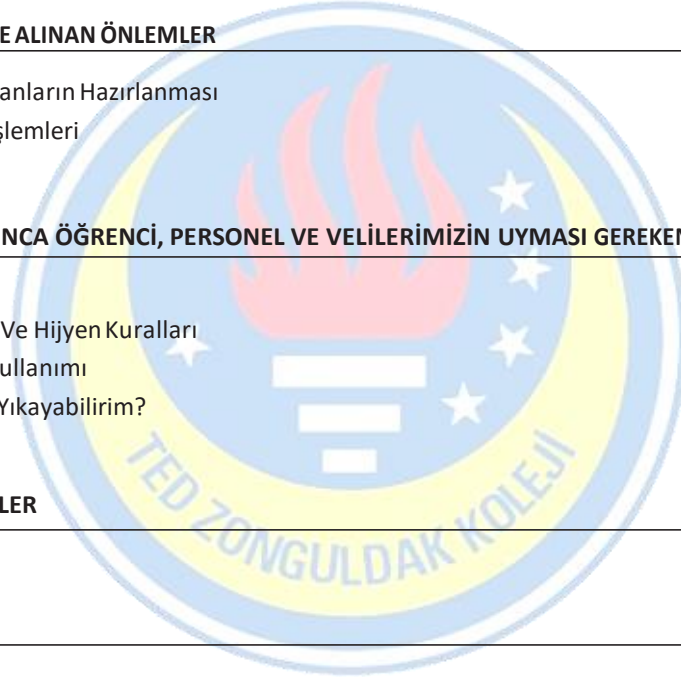 E ALINAN ÖNLEMLER
anların Hazırlanması
şlemleri
NCA ÖĞRENCİ, PERSONEL VE VELİLERİMİZİN UYMASI GEREKEN
Ve Hijyen Kuralları
ullanımı
Yıkayabilirim?
LER
TED ZONGULDAK KOLEJİ